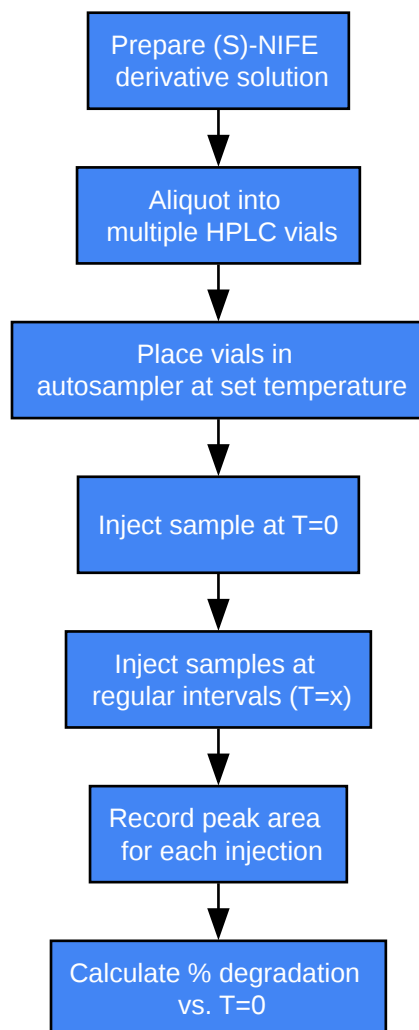 Prepare (S)-NIFE
derivative solution
Aliquot into
multiple HPLC vials
Place vials in
autosampler at set temperature
Inject sample at T=0
Inject samples at
regular intervals (T=x)
Record peak area
for each injection
Calculate % degradation
vs. T=0